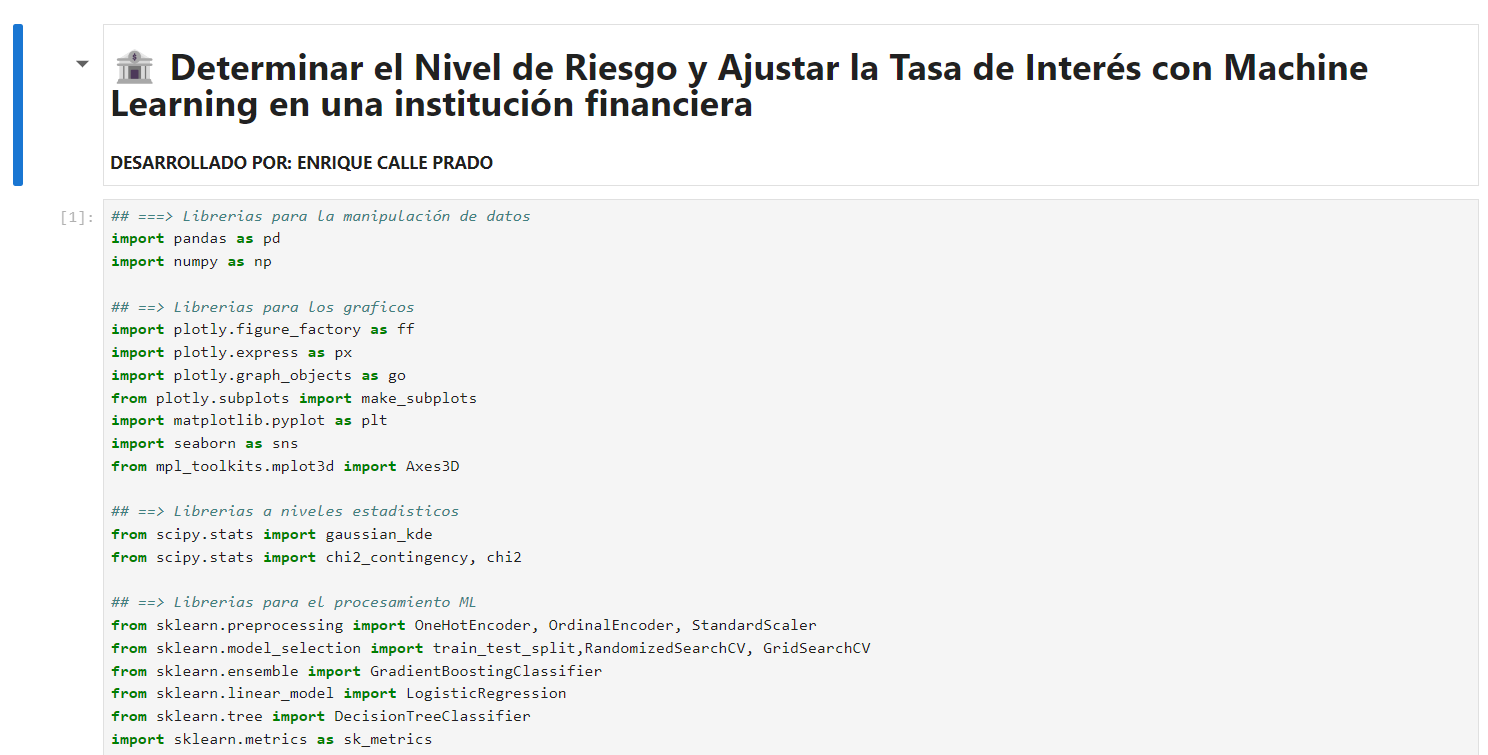 Determinar el Nivel de Riesgo y Ajustar la Tasa de Interés con Machine
Learning en una institución financiera
DESARROLLADO POR: ENRIQUE CALLE PRADO
[1]:
## ===> Librerias para la manipulación de datos
import pandas as pd
import numpy as np
## ==> Librerias para los graficos
import plotly.figure_factory as ff
import plotly.express as px
import plotly.graph_objects as go
from plotly.subplots import make_subplots
import matplotlib.pyplot as plt
import seaborn as sns
from mpl_toolkits.mplot3d import Axes3D
## ==> Librerias a niveles estadisticos
from scipy.stats import gaussian_kde
from scipy.stats import chi2_contingency, chi2
## ==> Librerias para el procesamiento ML
from sklearn.preprocessing import OneHotEncoder, OrdinalEncoder, StandardScaler
from sklearn.model_selection import train_test_split,RandomizedSearchCV, GridSearchCV
from sklearn.ensemble import GradientBoostingClassifier
from sklearn.linear_model import LogisticRegression
from sklearn.tree import DecisionTreeClassifier
import sklearn.metrics as sk_metrics